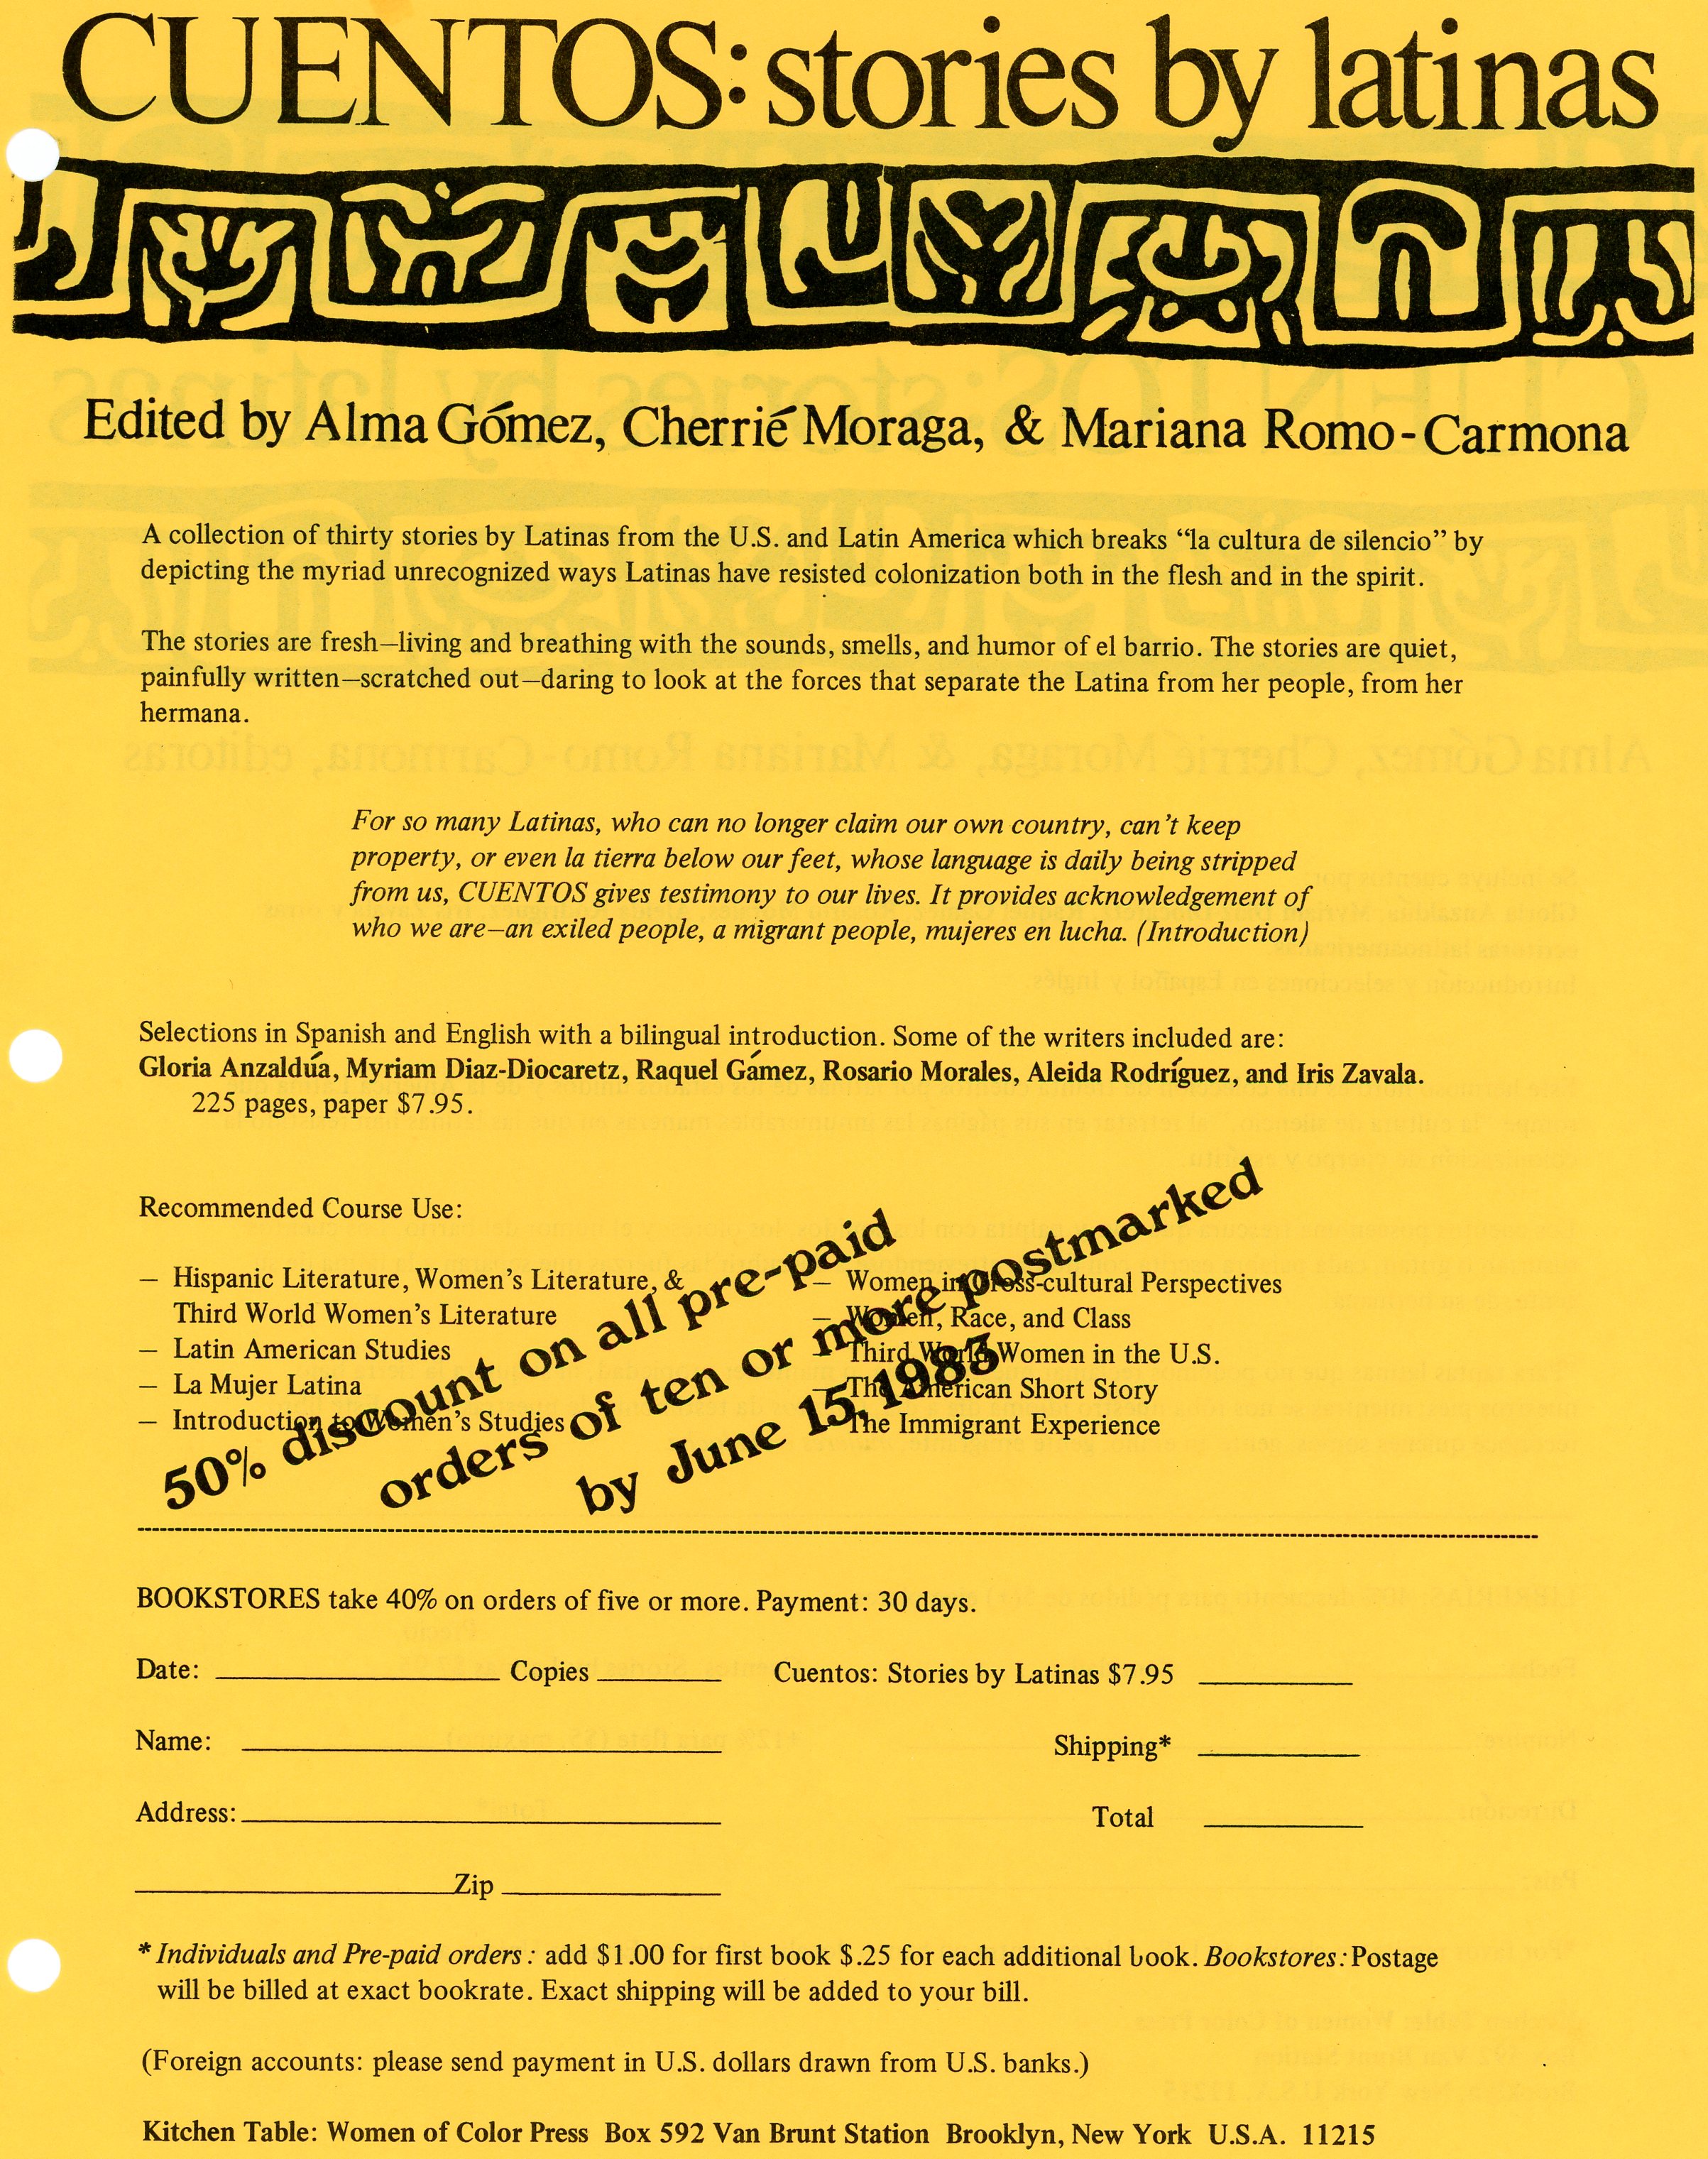 CUENTOS: stories by latinas
Edited by Alma Gómez, Cherríe Moraga, & Mariana Romo-Carmona
A collection of thirty stories by Latinas from the U.S. and Latin America which breaks “la cultura de silencio” by
depicting the myriad unrecognized ways Latinas have resisted colonization both in the flesh and in the spirit.
The stories are fresh—living and breathing with the sounds, smells, and humor of el barrio. The stories are quiet,
painfully written—scratched out—daring to look at the forces that separate the Latina from her people, from her
hermana.
For so many Latinas, who can no longer claim our own country, can't keep
property, or even la tierra below our feet, whose language is daily being stripped
from us, CUENTOS gives testimony to our lives. It provides acknowledgement of
who we are—an exiled people, a migrant people, mujeres en lucha. (Introduction)
Selections in Spanish and English with a bilingual introduction. Some of the writers included are:
Gloria Anzaldúa, Myriam Diaz-Diocaretz, Raquel Gámez, Rosario Morales, Aleida Rodríguez, and Iris Zavala.
225 pages, paper $7.95.
Recommended Course Use:
— Hispanic Literature, Women's Literature, &
Third World Women's Literature
— Latin American Studies
— La Mujer Latina
— Introduction to Women's Studies
— Women in Cross-cultural Perspectives
— Women, Race, and Class
— Third World Women in the U.S.
— The American Short Story
The Immigrant Experience
50% discount on all pre-paid
orders of ten or more postmarked
by June 15, 1983
BOOKSTORES take 40% on orders of five or more. Payment: 30 days.
Date: Copies Cuentos: Stories by Latinas $7.95
Name: Shipping*
Address: Total
Zip
* Individuals and Pre-paid orders: add $1.00 for first book $.25 for each additional book. Bookstores: Postage
will be billed at exact bookrate. Exact shipping will be added to your bill.
(Foreign accounts: please send payment in U.S. dollars drawn from U.S. banks.)
Kitchen Table: Women of Color Press Box 592 Van Brunt Station Brooklyn, New York U.S.A. 11215